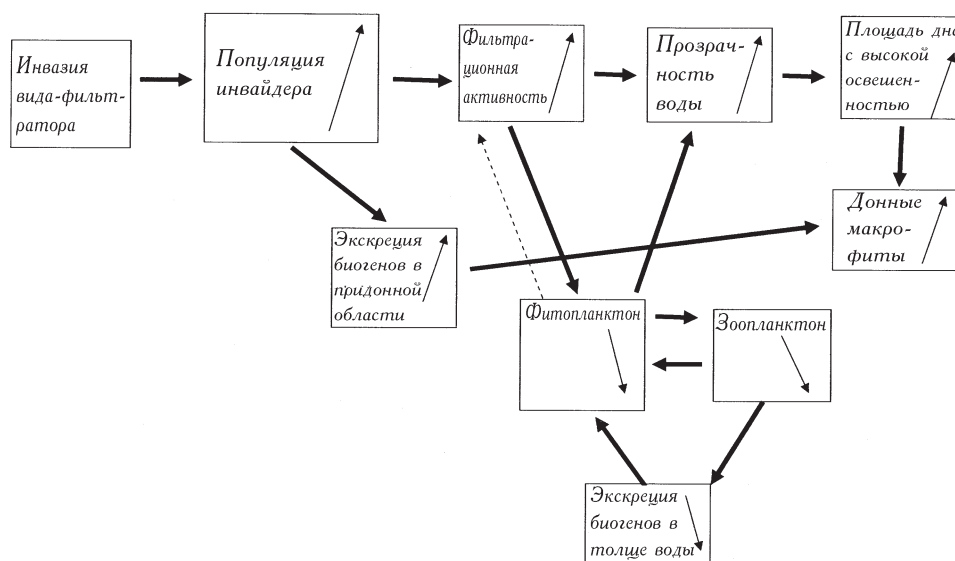 Инвазия
вида-фильт-
ратора
Популяция
инвайдера
Фильтра-
ционная
активность
Прозрач-
ность
воды
Площадь дна
с высокой
освешен-
ностью
Донные
макро-
фиты
Экскреция
биогенов в
придонной
области
Фитопланктон
Зоопланктон
Экскреция
биогенов в
толще воды